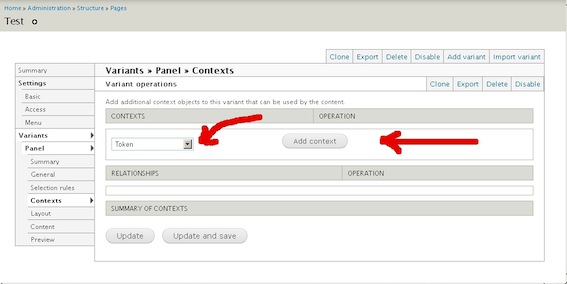 Home » Administration » Structure » Pages
Test
Clone Export Delete Disable Add variant Import variant
Summary
Settings
Basic
Access
Menu
Variants
Panel
Summary
General
Selection rules
Contexts
Layout
Content
Preview
Variants » Panel » Contexts
Variant operations
Clone Export Delete Disable
Add additional context objects to this variant that can be used by the content.
CONTEXTS OPERATION
Token Add context
RELATIONSHIPS OPERATION
SUMMARY OF CONTEXTS
Update Update and save